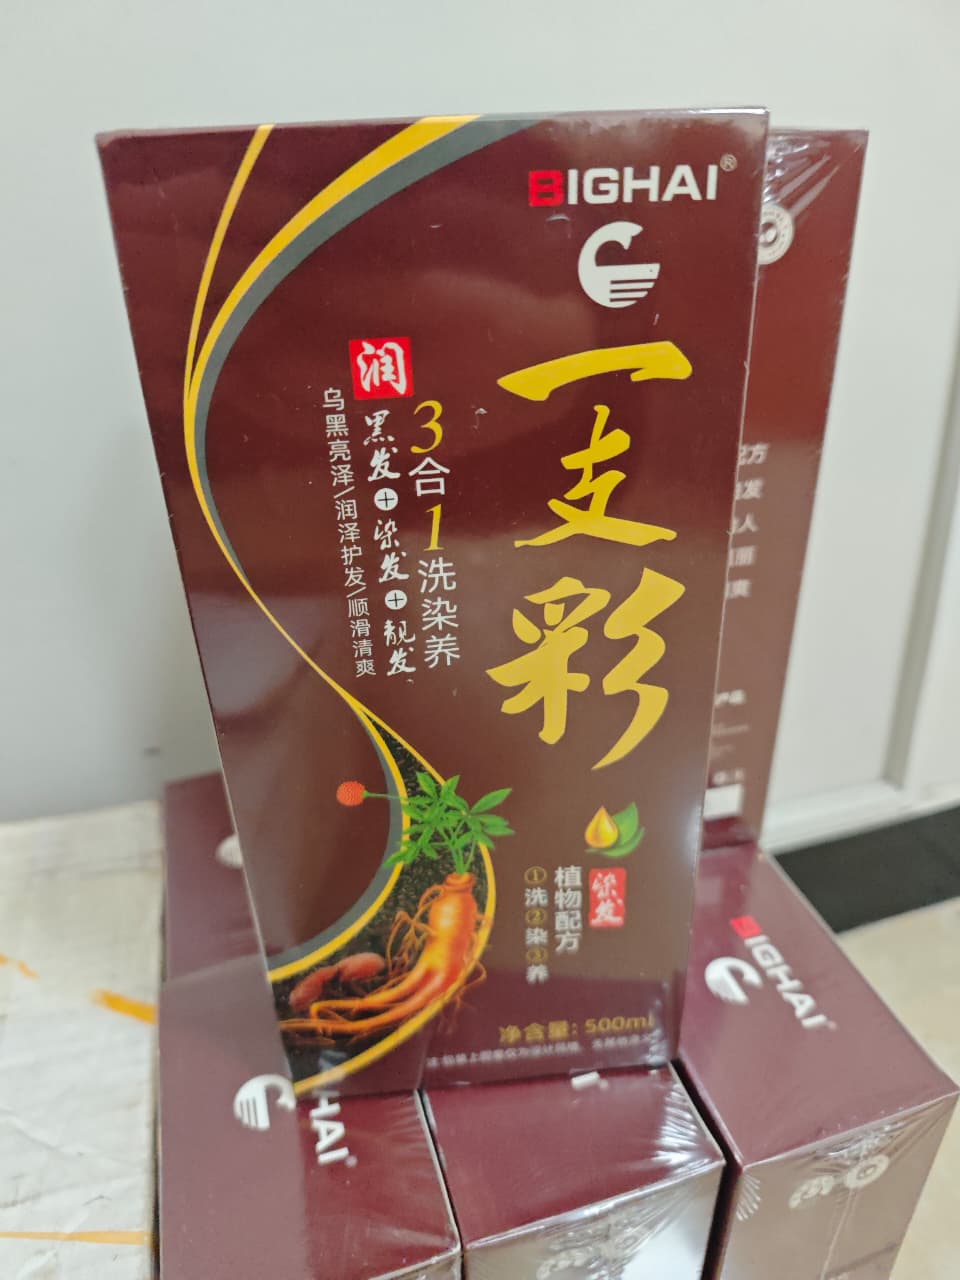 BIGHAI®
一支彩
3合1洗染养
润
黑发+染发+靓发
乌黑亮泽/润泽护发/顺滑清爽
染发
植物配方
①洗②染③养
净含量:500ml
BIGHAI
HAI